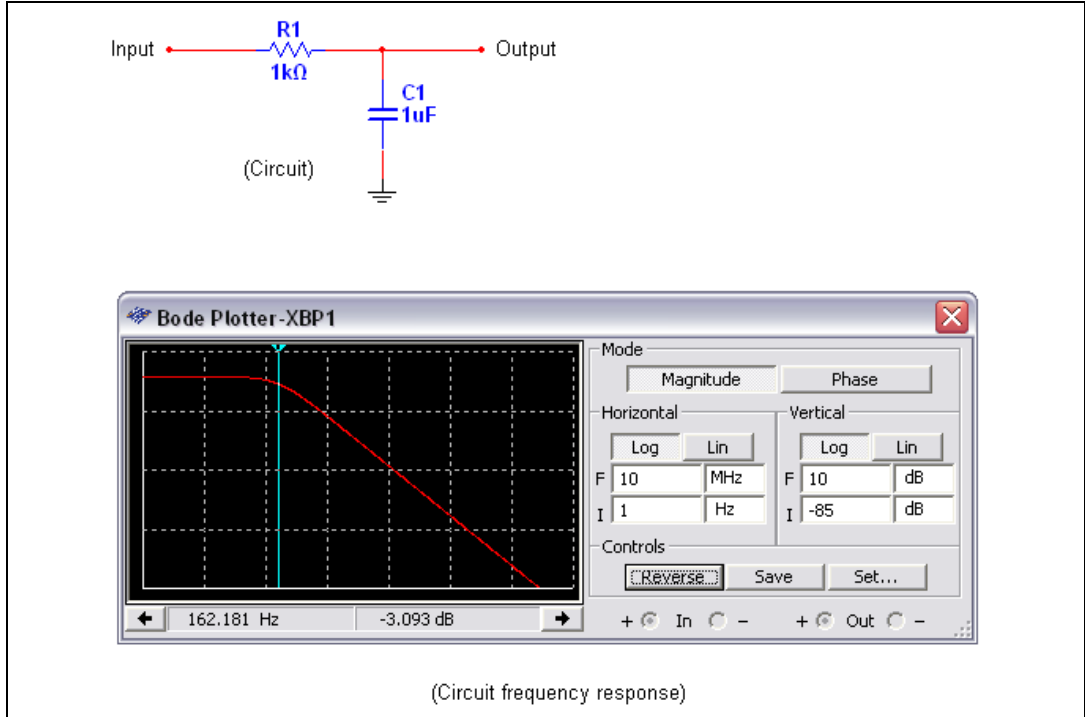 R1
Input
Output
1kΩ
C1
1uF
(Circuit)
Bode Plotter-XBP1
Mode
Magnitude Phase
Horizontal Vertical
Log Lin Log Lin
F 10 MHz F 10 dB
I 1 Hz I -85 dB
Controls
Reverse Save Set...
162.181 Hz -3.093 dB + In - + Out -
(Circuit frequency response)